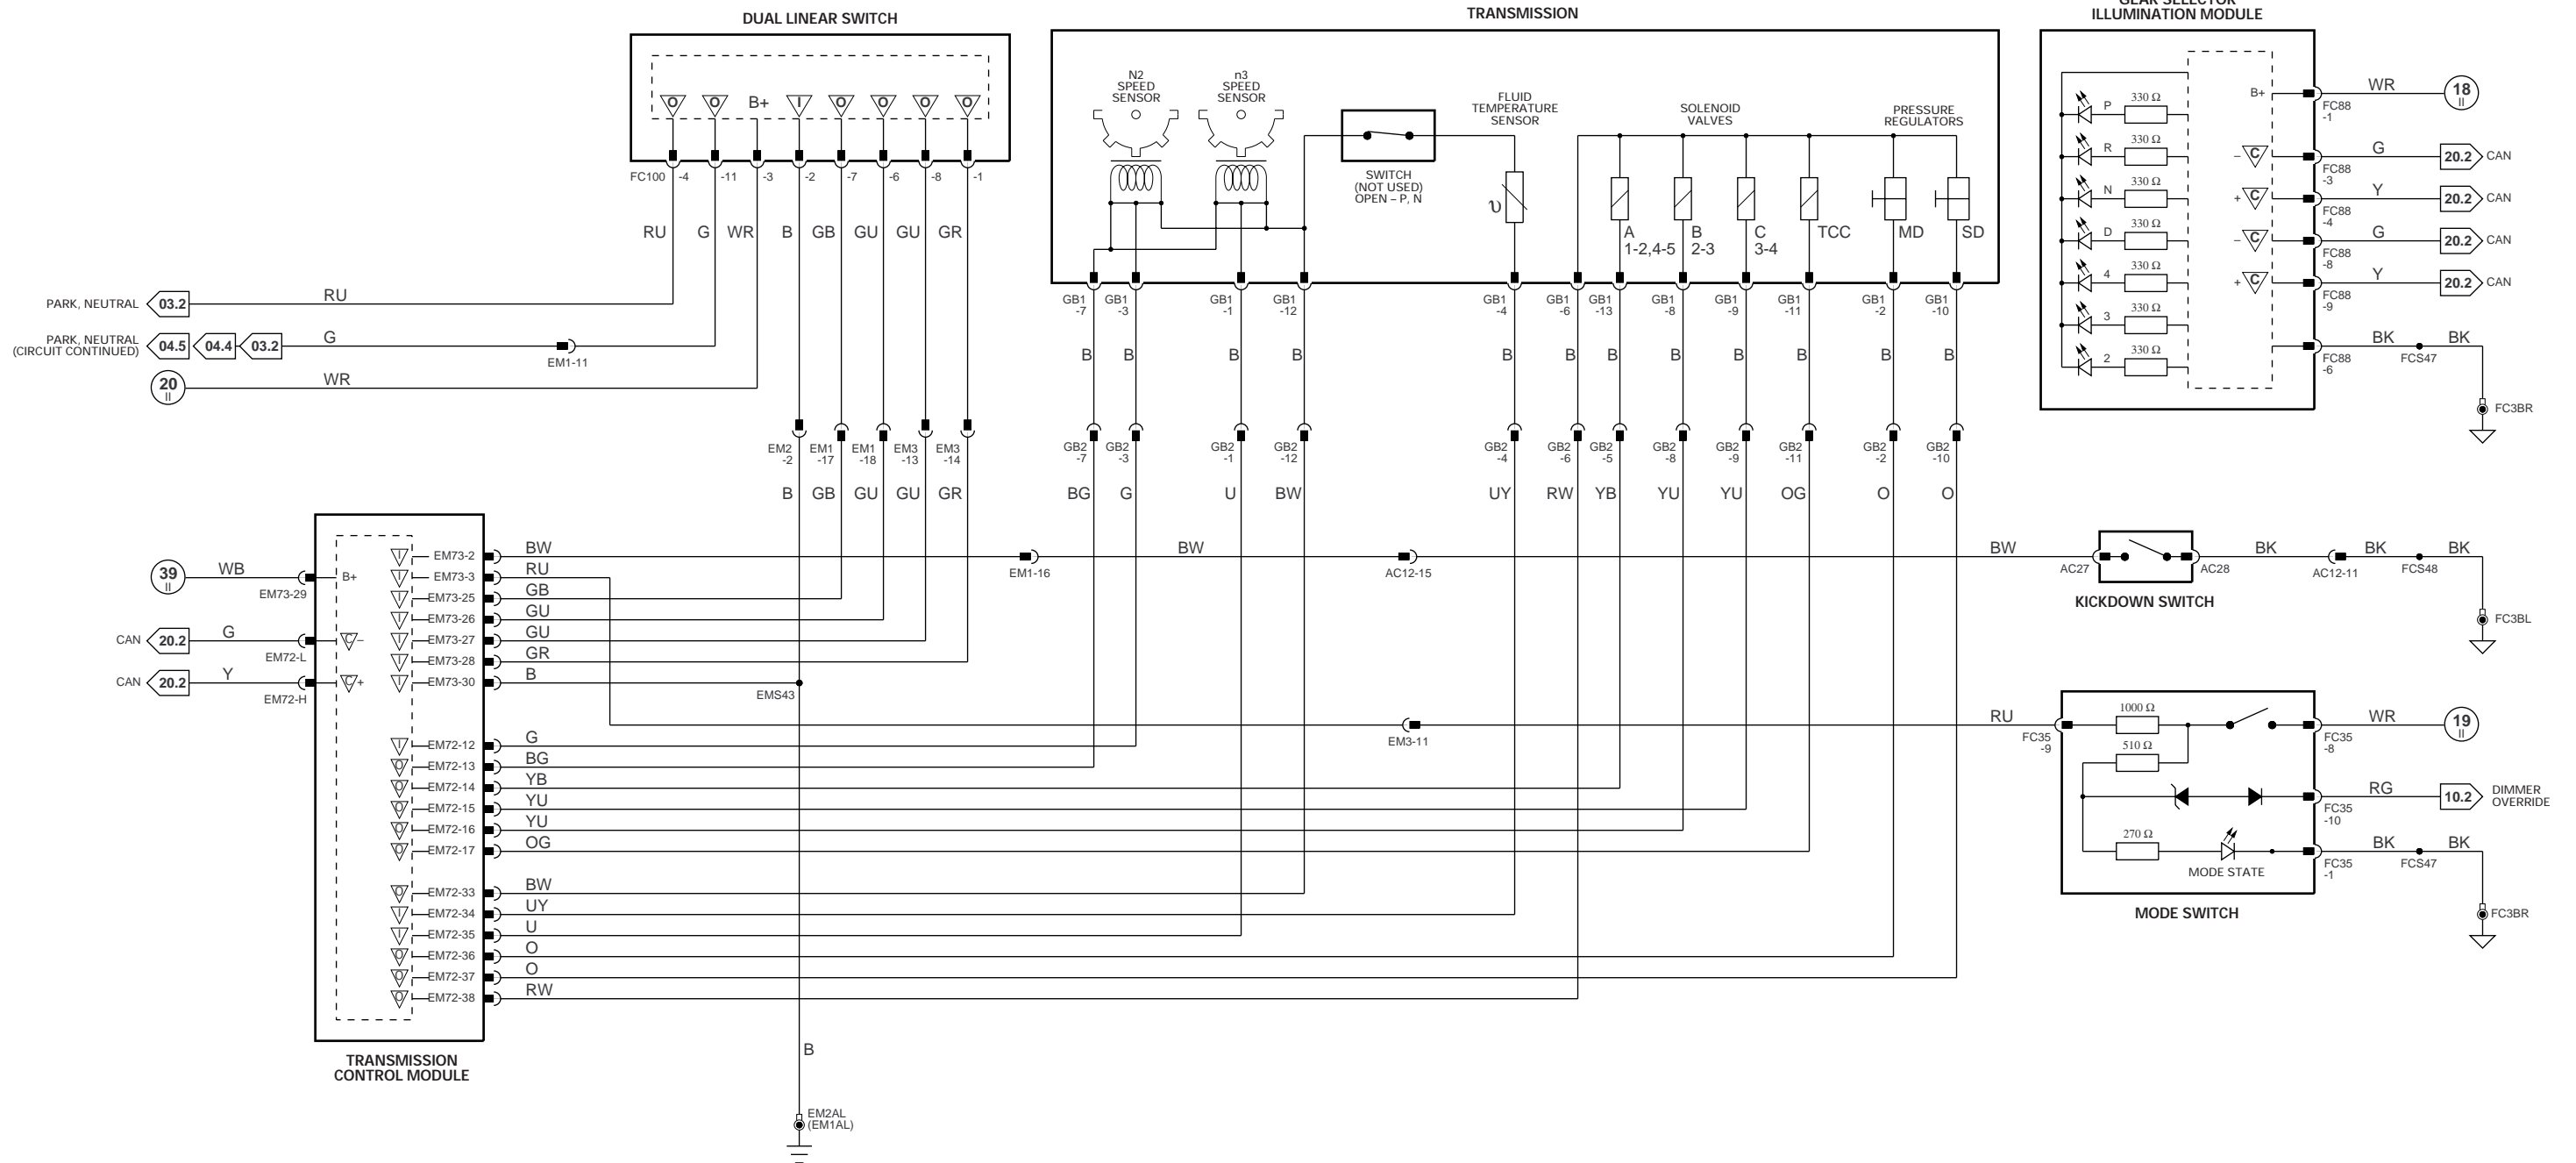 DUAL LINEAR SWITCH
O O B+ I O O O O
FC100 -4 -11 -3 -2 -7 -6 -8 -1
RU G WR B GB GU GU GR
PARK, NEUTRAL 03.2 RU
PARK, NEUTRAL
(CIRCUIT CONTINUED) 04.5 04.4 03.2 G
EM1-11
20 II WR
EM2 -2
EM1 -17
EM1 -18
EM3 -13
EM3 -14
B GB GU GU GR
TRANSMISSION
N2
SPEED
SENSOR
n3
SPEED
SENSOR
SWITCH
(NOT USED)
OPEN – P, N
FLUID
TEMPERATURE
SENSOR
υ
SOLENOID
VALVES
PRESSURE
REGULATORS
A
1-2,4-5
B
2-3
C
3-4
TCC
MD
SD
GB1 -7
GB1 -3
GB1 -1
GB1 -12
GB1 -4
GB1 -6
GB1 -13
GB1 -8
GB1 -9
GB1 -11
GB1 -2
GB1 -10
B B B B B B B B B B B B
GB2 -7
GB2 -3
GB2 -1
GB2 -12
GB2 -4
GB2 -6
GB2 -5
GB2 -8
GB2 -9
GB2 -11
GB2 -2
GB2 -10
BG G U BW UY RW YB YU YU OG O O
GEAR SELECTOR
ILLUMINATION MODULE
P 330 Ω
R 330 Ω
N 330 Ω
D 330 Ω
4 330 Ω
3 330 Ω
2 330 Ω
B+ FC88 -1 WR 18 II
– C FC88 -3 G 20.2 CAN
+ C FC88 -4 Y 20.2 CAN
– C FC88 -8 G 20.2 CAN
+ C FC88 -9 Y 20.2 CAN
FC88 -6 BK FCS47 BK
FC3BR
39 II WB EM73-29 B+
CAN 20.2 G EM72-L C –
CAN 20.2 Y EM72-H C +
I EM73-2 BW
I EM73-3 RU
I EM73-25 GB
I EM73-26 GU
I EM73-27 GU
I EM73-28 GR
I EM73-30 B
EMS43
I EM72-12 G
O EM72-13 BG
O EM72-14 YB
O EM72-15 YU
O EM72-16 YU
O EM72-17 OG
O EM72-33 BW
I EM72-34 UY
I EM72-35 U
O EM72-36 O
O EM72-37 O
O EM72-38 RW
TRANSMISSION
CONTROL MODULE
B
EM2AL
(EM1AL)
EM1-16 BW AC12-15 BW
AC27 AC28 BK AC12-11 BK FCS48 BK
KICKDOWN SWITCH
FC3BL
EM3-11 RU FC35 -9
1000 Ω
510 Ω
270 Ω
MODE STATE
FC35 -8 WR 19 II
FC35 -10 RG 10.2 DIMMER
OVERRIDE
FC35 -1 BK FCS47 BK
MODE SWITCH
FC3BR